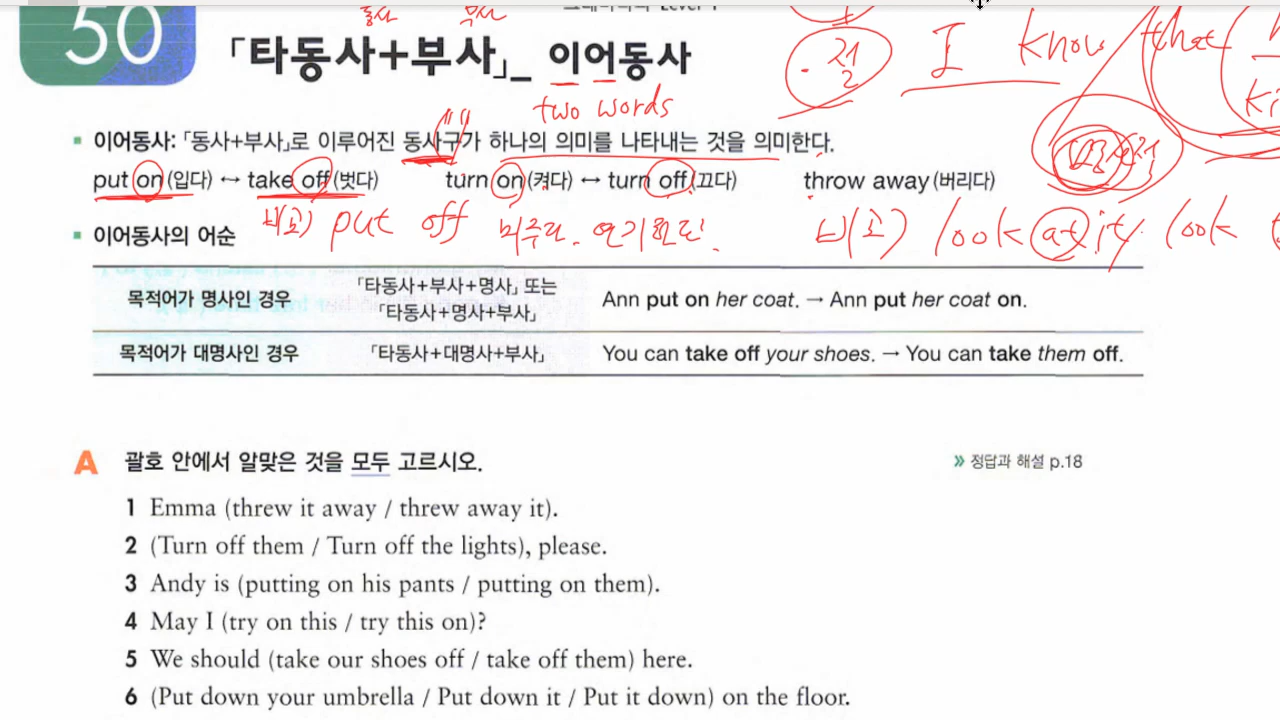 50
「타동사+부사」_ 이어동사
I know that
two words
이어동사: 「동사+부사」로 이루어진 동사구가 하나의 의미를 나타내는 것을 의미한다.
put on (입다) ↔ take off (벗다) turn on (켜다) ↔ turn off (끄다) throw away (버리다)
비교) put off 미루다. 연기한다. 비교) look at it. look
이어동사의 어순
목적어가 명사인 경우 「타동사+부사+명사」 또는 「타동사+명사+부사」 Ann put on her coat. → Ann put her coat on.
목적어가 대명사인 경우 「타동사+대명사+부사」 You can take off your shoes. → You can take them off.
A 괄호 안에서 알맞은 것을 모두 고르시오.
» 정답과 해설 p.18
1 Emma (threw it away / threw away it).
2 (Turn off them / Turn off the lights), please.
3 Andy is (putting on his pants / putting on them).
4 May I (try on this / try this on)?
5 We should (take our shoes off / take off them) here.
6 (Put down your umbrella / Put down it / Put it down) on the floor.